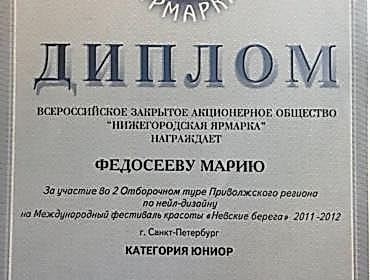 ЯРМАРКА
ДИПЛОМ
ВСЕРОССИЙСКОЕ ЗАКРЫТОЕ АКЦИОНЕРНОЕ ОБЩЕСТВО
"НИЖЕГОРОДСКАЯ ЯРМАРКА"
НАГРАЖДАЕТ
ФЕДОСЕЕВУ МАРИЮ
За участие во 2 Отборочном туре Приволжского региона
по нейл-дизайну
на Международный фестиваль красоты «Невские берега» 2011-2012
г. Санкт-Петербург
КАТЕГОРИЯ ЮНИОР